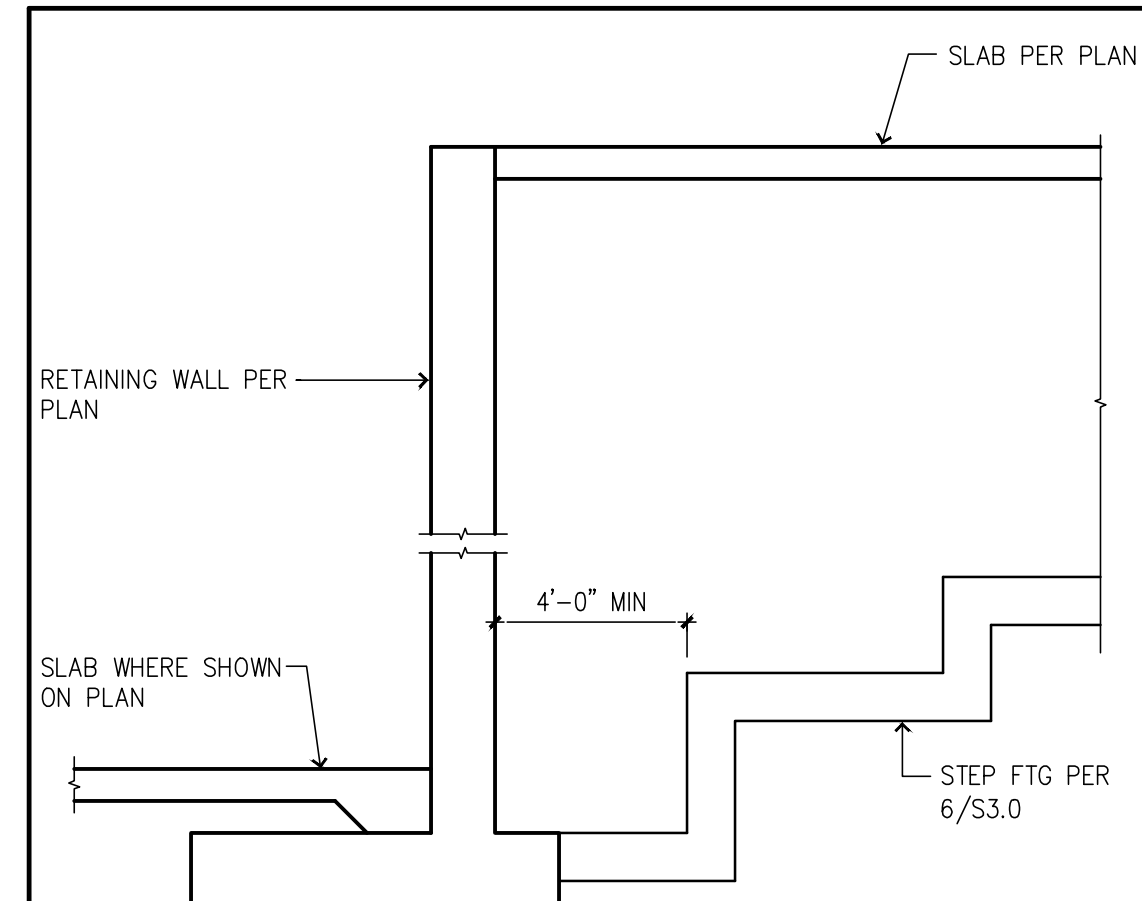 SLAB PER PLAN
RETAINING WALL PER
PLAN
4'-0" MIN
SLAB WHERE SHOWN
ON PLAN
STEP FTG PER
6/S3.0